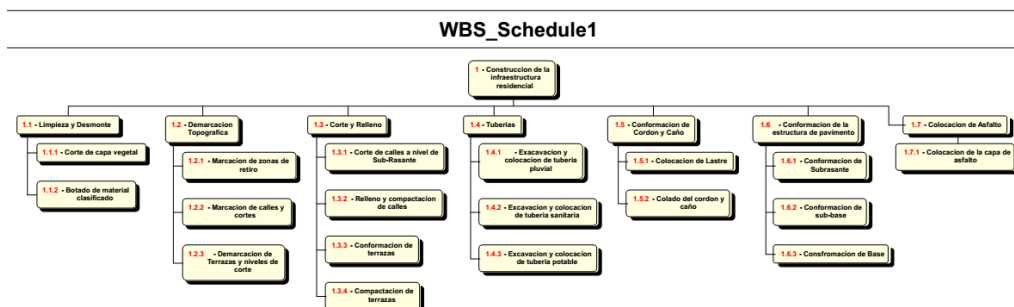 WBS_Schedule1
1 - Construccion de la
infraestructura
residencial
1.1 - Limpieza y Desmonte
1.2 - Demarcacion
Topografica
1.3 - Corte y Relleno
1.4 - Tuberias
1.5 - Conformacion de
Cordon y Caño
1.6 - Conformacion de la
estructura de pavimento
1.7 - Colocacion de Asfalto
1.1.1 - Corte de capa vegetal
1.1.2 - Botado de material
clasificado
1.2.1 - Marcacion de zonas de
retiro
1.2.2 - Marcacion de calles y
cortes
1.2.3 - Demarcacion de
Terrazas y niveles de
corte
1.3.1 - Corte de calles a nivel de
Sub-Rasante
1.3.2 - Relleno y compactacion
de calles
1.3.3 - Conformacion de
terrazas
1.3.4 - Compactacion de
terrazas
1.4.1 - Exacavacion y
colocacion de tuberia
pluvial
1.4.2 - Excavacion y colocacion
de tuberia sanitaria
1.4.3 - Excavacion y colocacion
de tuberia potable
1.5.1 - Colocacion de Lastre
1.5.2 - Colado del cordon y
caño
1.6.1 - Conformacion de
Subrasante
1.6.2 - Conformacion de
sub-base
1.6.3 - Consfromacion de Base
1.7.1 - Colocacion de la capa de
asfalto